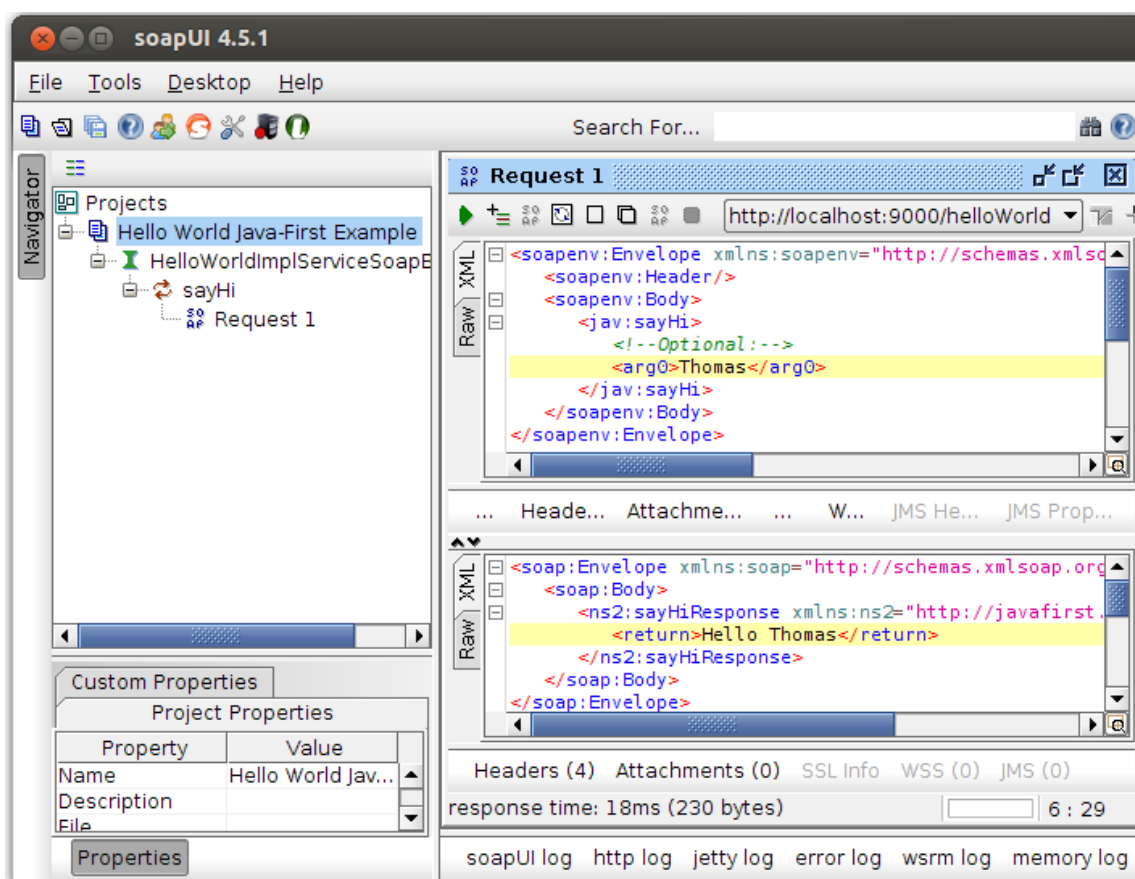 soapUI 4.5.1
File Tools Desktop Help
Search For...
Navigator
Projects
Hello World Java-First Example
HelloWorldImplServiceSoapB
sayHi
Request 1
Custom Properties
Project Properties
Property Value
Name Hello World Jav...
Description
File
Properties
Request 1
http://localhost:9000/helloWorld
XML
Raw
<soapenv:Envelope xmlns:soapenv="http://schemas.xmlso
<soapenv:Header/>
<soapenv:Body>
<jav:sayHi>
<!--Optional:-->
<arg0>Thomas</arg0>
</jav:sayHi>
</soapenv:Body>
</soapenv:Envelope>
... Heade... Attachme... ... W... JMS He... JMS Prop...
XML
Raw
<soap:Envelope xmlns:soap="http://schemas.xmlsoap.org
<soap:Body>
<ns2:sayHiResponse xmlns:ns2="http://javafirst.
<return>Hello Thomas</return>
</ns2:sayHiResponse>
</soap:Body>
</soap:Envelope>
Headers (4) Attachments (0) SSL Info WSS (0) JMS (0)
response time: 18ms (230 bytes) 6 : 29
soapUI log http log jetty log error log wsrm log memory log